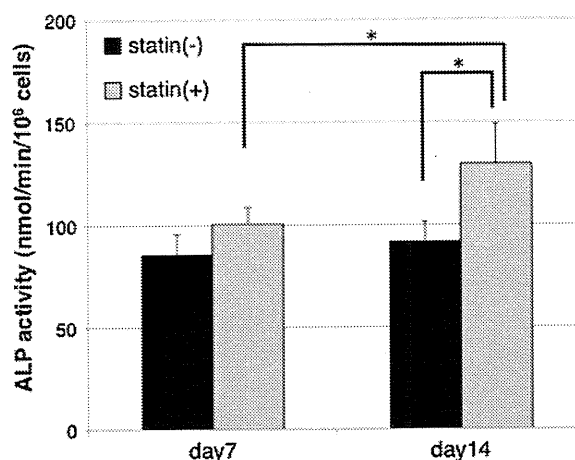 200
150
100
50
0
ALP activity (nmol/min/10⁶ cells)
statin(-)
statin(+)
*
*
day7
day14